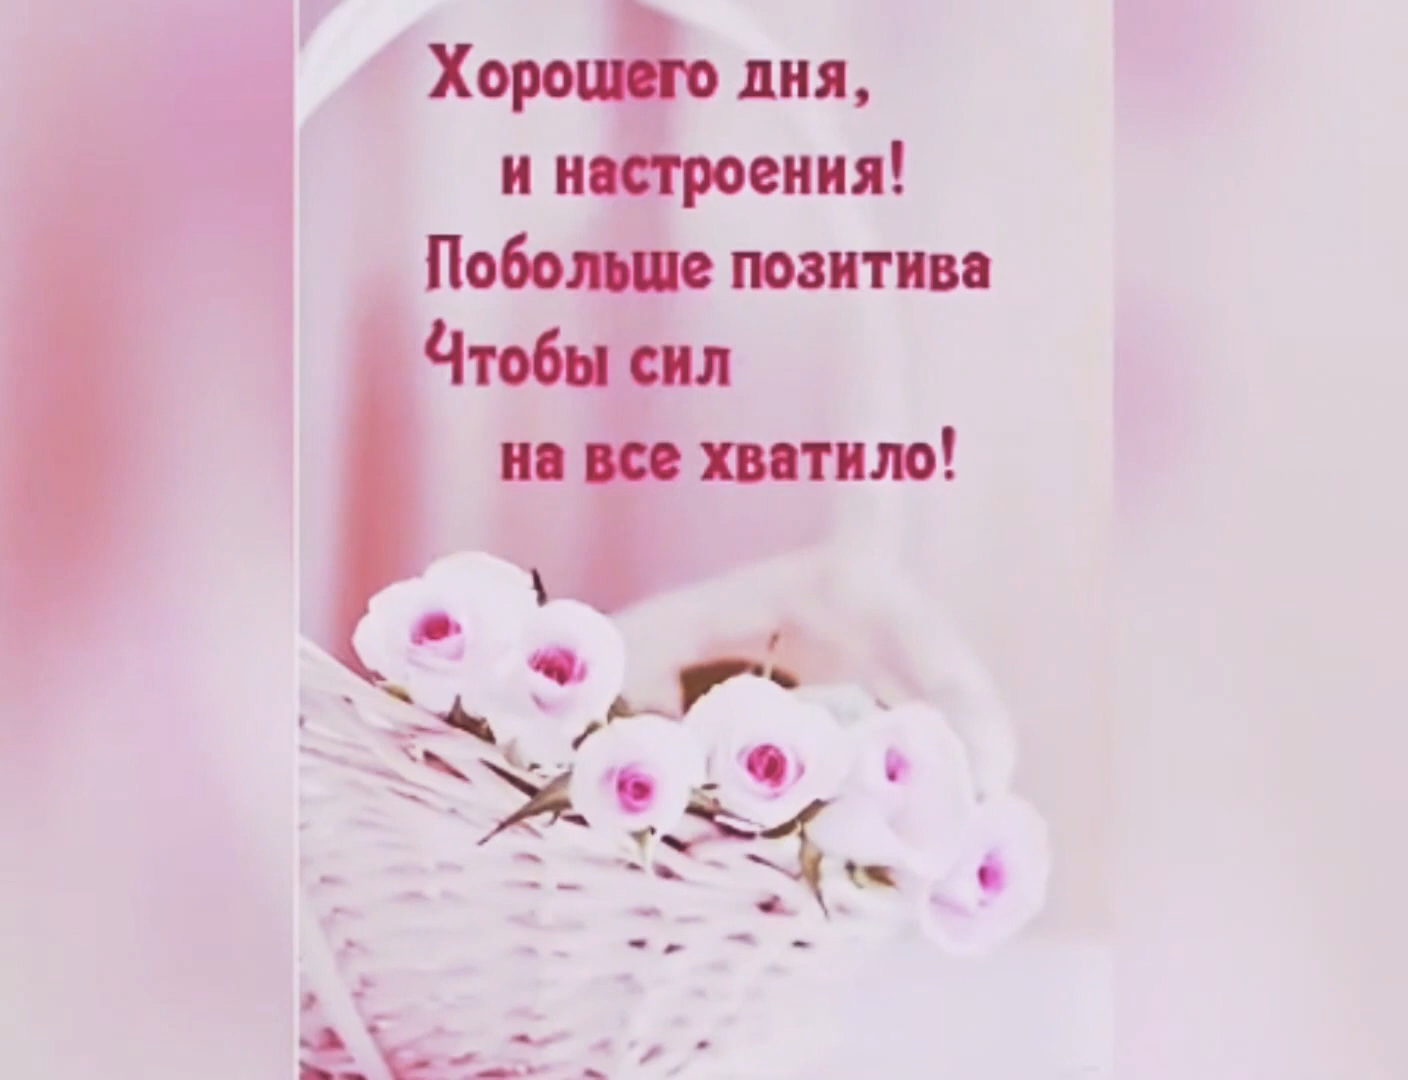 Хорошего дня,
и настроения!
Побольше позитива
Чтобы сил
на все хватило!